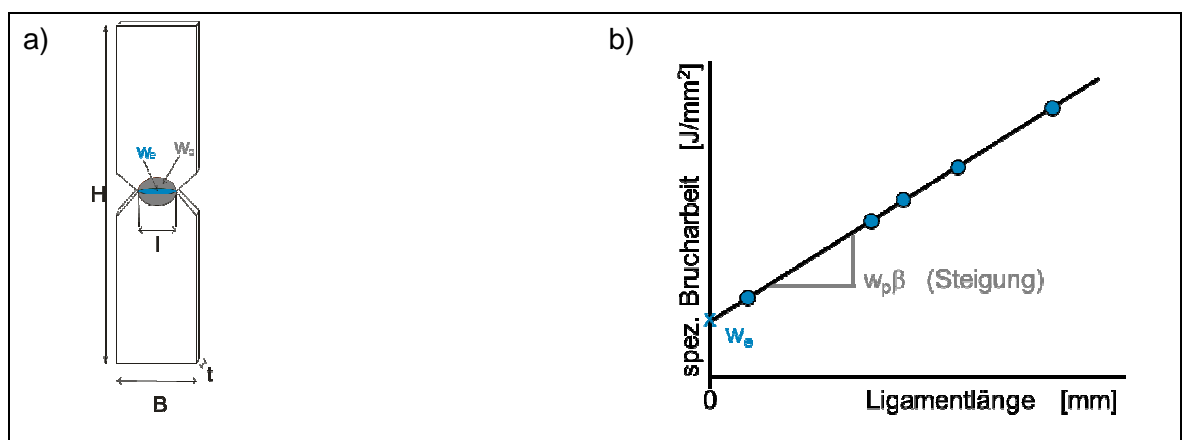 a)
We Wp
H
l
t
B
b)
spez. Brucharbeit [J/mm²]
wpβ (Steigung)
we
0 Ligamentlänge [mm]